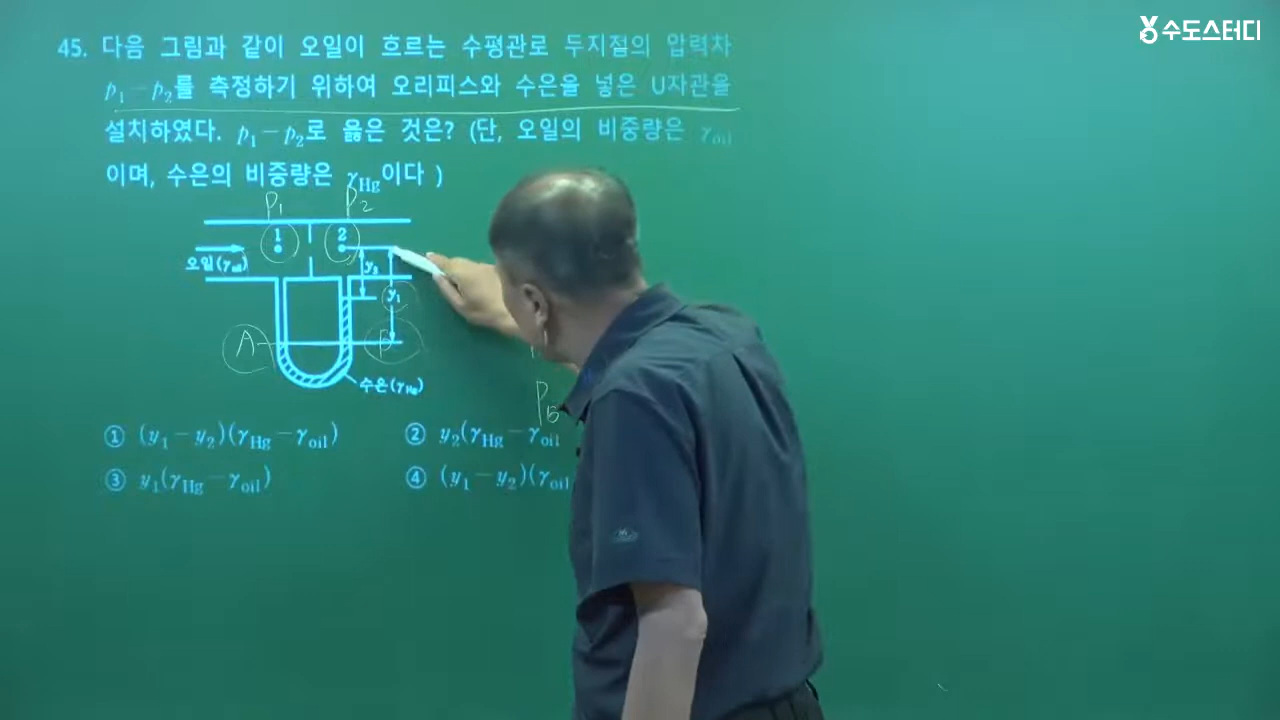 수도스터디
45. 다음 그림과 같이 오일이 흐르는 수평관로 두지점의 압력차
p₁-p₂를 측정하기 위하여 오리피스와 수은을 넣은 U자관을
설치하였다. p₁-p₂로 옳은 것은? (단, 오일의 비중량은 γoil
이며, 수은의 비중량은 γHg이다 )
P₁ P₂
1 2
오일(γoil)
y₂
y₁
A B
수은(γHg)
PB
① (y₁-y₂)(γHg-γoil)
② y₂(γHg-γoil
③ y₁(γHg-γoil)
④ (y₁-y₂)(γoil